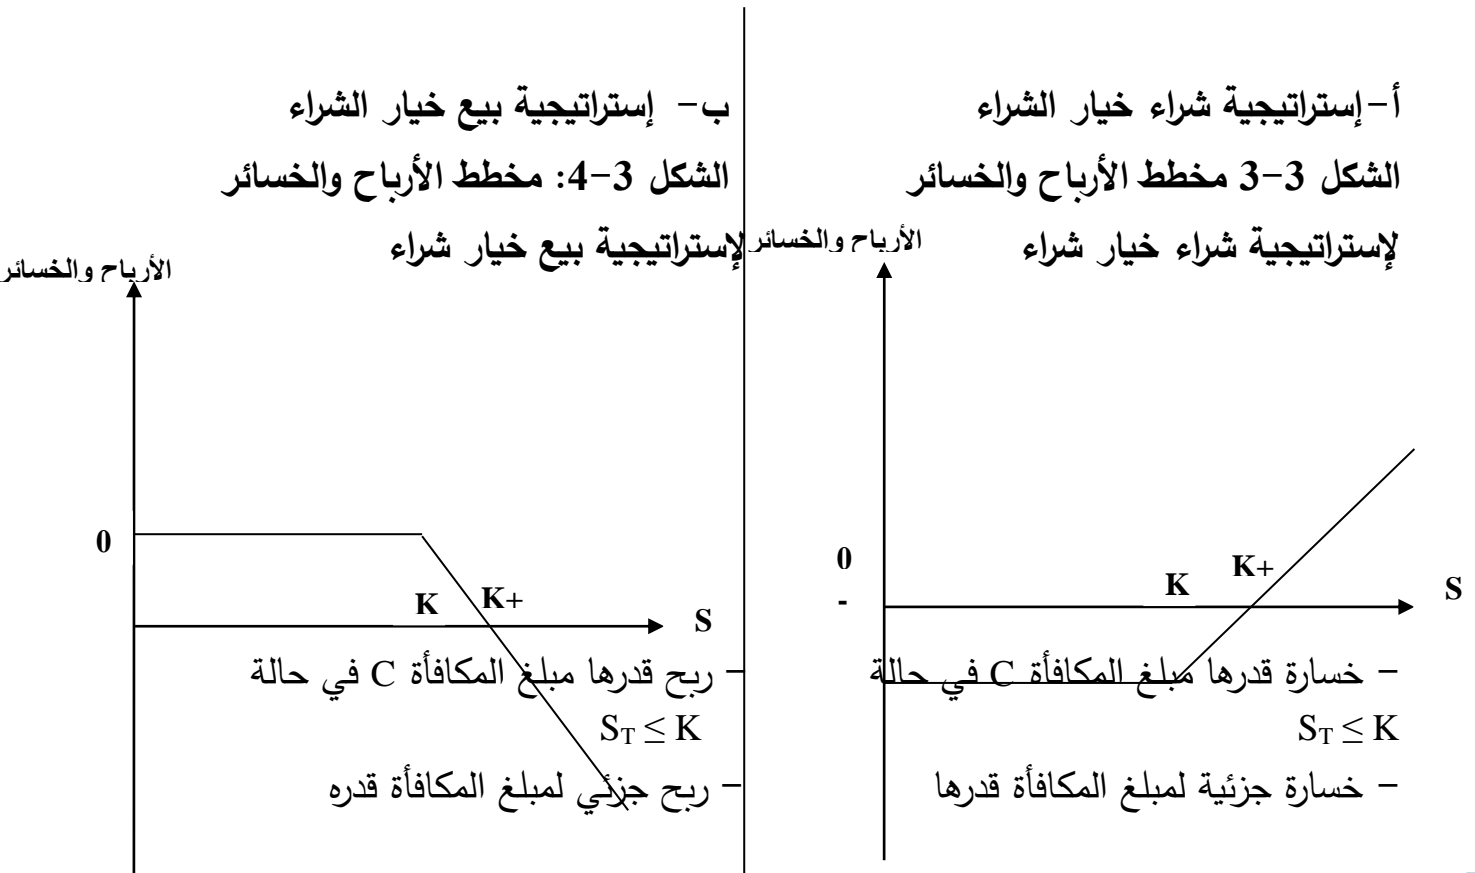 أ-إستراتيجية شراء خيار الشراء
الشكل 3-3 مخطط الأرباح والخسائر
لإستراتيجية شراء خيار شراء
الأرباح والخسائر
0
-
K
K+
S
- خسارة قدرها مبلغ المكافأة C في حالة
S_T ≤ K
- خسارة جزئية لمبلغ المكافأة قدرها
ب- إستراتيجية بيع خيار الشراء
الشكل 3-4: مخطط الأرباح والخسائر
لإستراتيجية بيع خيار شراء
الأرباح والخسائر
0
K
K+
S
- ربح قدرها مبلغ المكافأة C في حالة
S_T ≤ K
- ربح جزئي لمبلغ المكافأة قدره